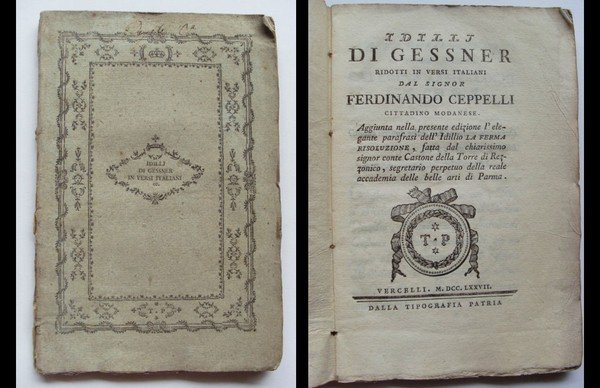 IDILLI
DI GESSNER
IN VERSI ITALIANI
ec.
T. P
IDILLI
DI GESSNER
RIDOTTI IN VERSI ITALIANI
DAL SIGNOR
FERDINANDO CEPPELLI
CITTADINO MODANESE.
Aggiunta nella presente edizione l'ele-
gante parafrasi dell'Idillio LA FERMA
RISOLUZIONE, fatta dal chiarissimo
signor conte Castone della Torre di Rez-
zonico, segretario perpetuo della reale
accademia delle belle arti di Parma.
T. P
VERCELLI. M. DCC. LXXVII.
DALLA TIPOGRAFIA PATRIA